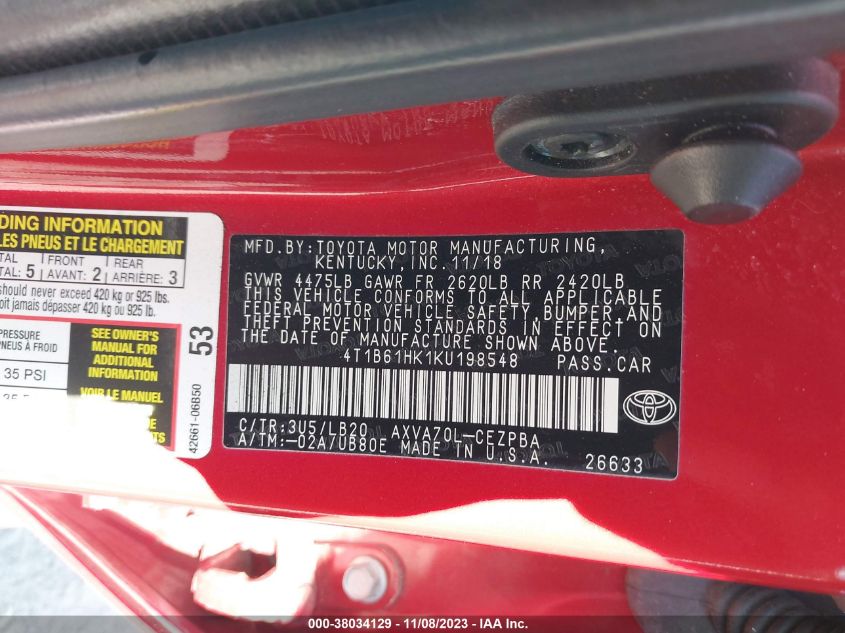 DING INFORMATION
LES PNEUS ET LE CHARGEMENT
TAL: 5 FRONT AVANT: 2 REAR ARRIÈRE: 3
should never exceed 420 kg or 925 lbs.
oit jamais dépasser 420 kg ou 925 lb.
PRESSURE
PNEUS À FROID
35 PSI
SEE OWNER'S
MANUAL FOR
ADDITIONAL
INFORMATION
53
42661-06B50
MFD.BY:TOYOTA MOTOR MANUFACTURING,
KENTUCKY,INC.11/18
GVWR 4475LB GAWR FR 2620LB RR 2420LB
THIS VEHICLE CONFORMS TO ALL APPLICABLE
FEDERAL MOTOR VEHICLE SAFETY,BUMPER,AND
THEFT PREVENTION STANDARDS IN EFFECT ON
THE DATE OF MANUFACTURE SHOWN ABOVE.
4T1B61HK1KU198548 PASS.CAR
C/TR:3U5/LB20 AXVA70L-CEZPBA
A/TM:-02A/UB80E MADE IN U.S.A.
26633
000-38034129 - 11/08/2023 - IAA Inc.